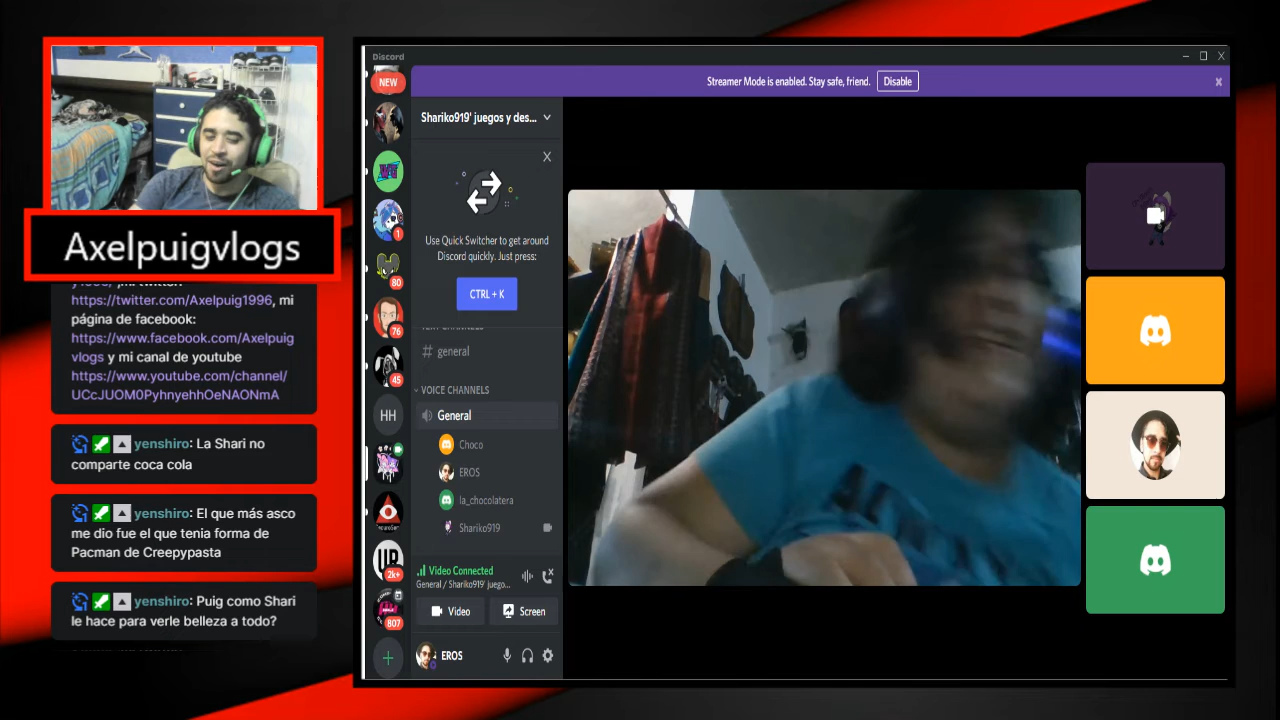 Axelpuigvlogs
https://twitter.com/Axelpuig1996, mi
página de facebook:
https://www.facebook.com/Axelpuig
vlogs y mi canal de youtube
https://www.youtube.com/channel/
UCcJUOM0PyhnyehhOeNAONmA
yenshiro: La Shari no
comparte coca cola
yenshiro: El que más asco
me dio fue el que tenia forma de
Pacman de Creepypasta
yenshiro: Puig como Shari
le hace para verle belleza a todo?
Discord
NEW
1
80
76
45
HH
2k+
807
Streamer Mode is enabled. Stay safe, friend. Disable
Shariko919' juegos y des...
Use Quick Switcher to get around
Discord quickly. Just press:
CTRL + K
# general
VOICE CHANNELS
General
Choco
EROS
la_chocolatera
Shariko919
Video Connected
General / Shariko919' juego...
Video Screen
EROS